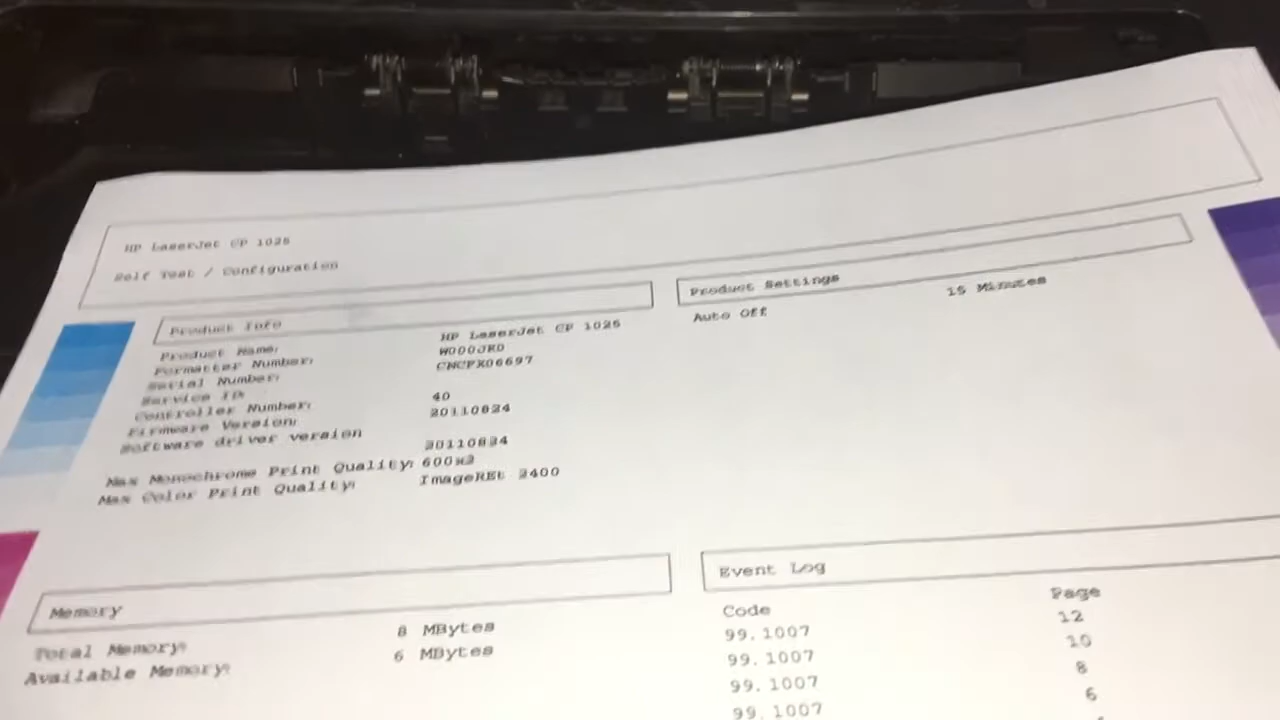 HP LaserJet CP 1025
Self Test / Configuration
Product Info
Product Name: HP LaserJet CP 1025
Formatter Number: W000JRD
Serial Number: CNCFX06697
Service ID:
Controller Number: 40
Firmware Version: 20110824
Software driver version
20110824
Max Monochrome Print Quality: 600x2
Max Color Print Quality: ImageREt 2400
Product Settings
Auto Off 15 Minutes
Memory
Total Memory: 8 MBytes
Available Memory: 6 MBytes
Event Log
Code Page
99.1007 12
99.1007 10
99.1007 8
99.1007 6